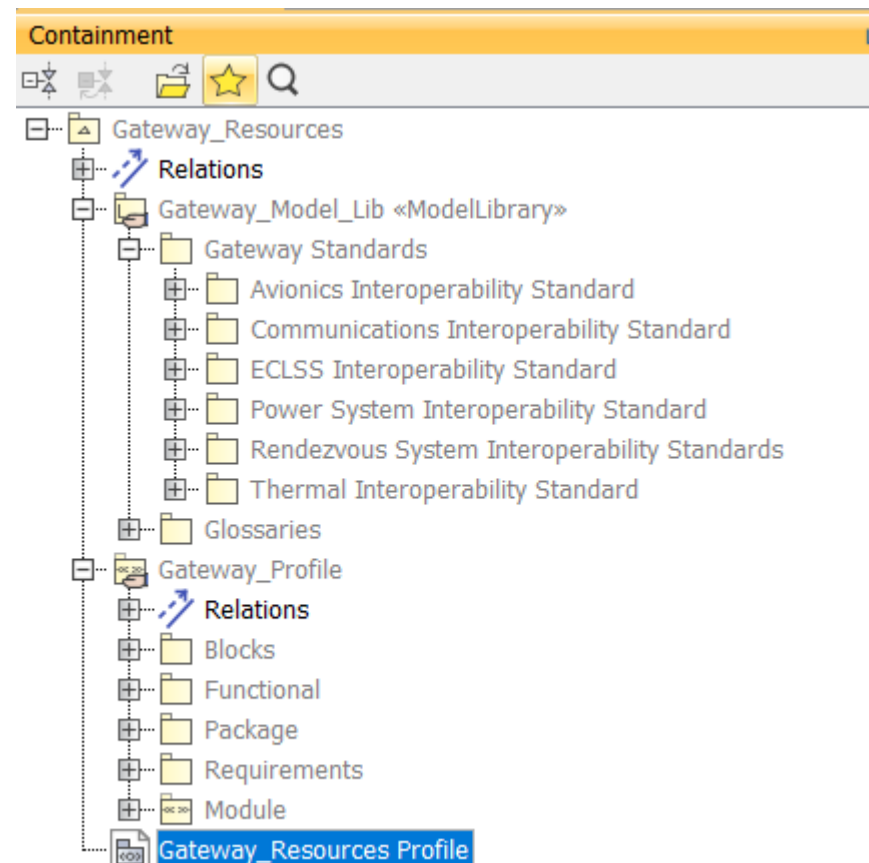 Containment
Gateway_Resources
Relations
Gateway_Model_Lib «ModelLibrary»
Gateway Standards
Avionics Interoperability Standard
Communications Interoperability Standard
ECLSS Interoperability Standard
Power System Interoperability Standard
Rendezvous System Interoperability Standards
Thermal Interoperability Standard
Glossaries
Gateway_Profile
Relations
Blocks
Functional
Package
Requirements
Module
Gateway_Resources Profile